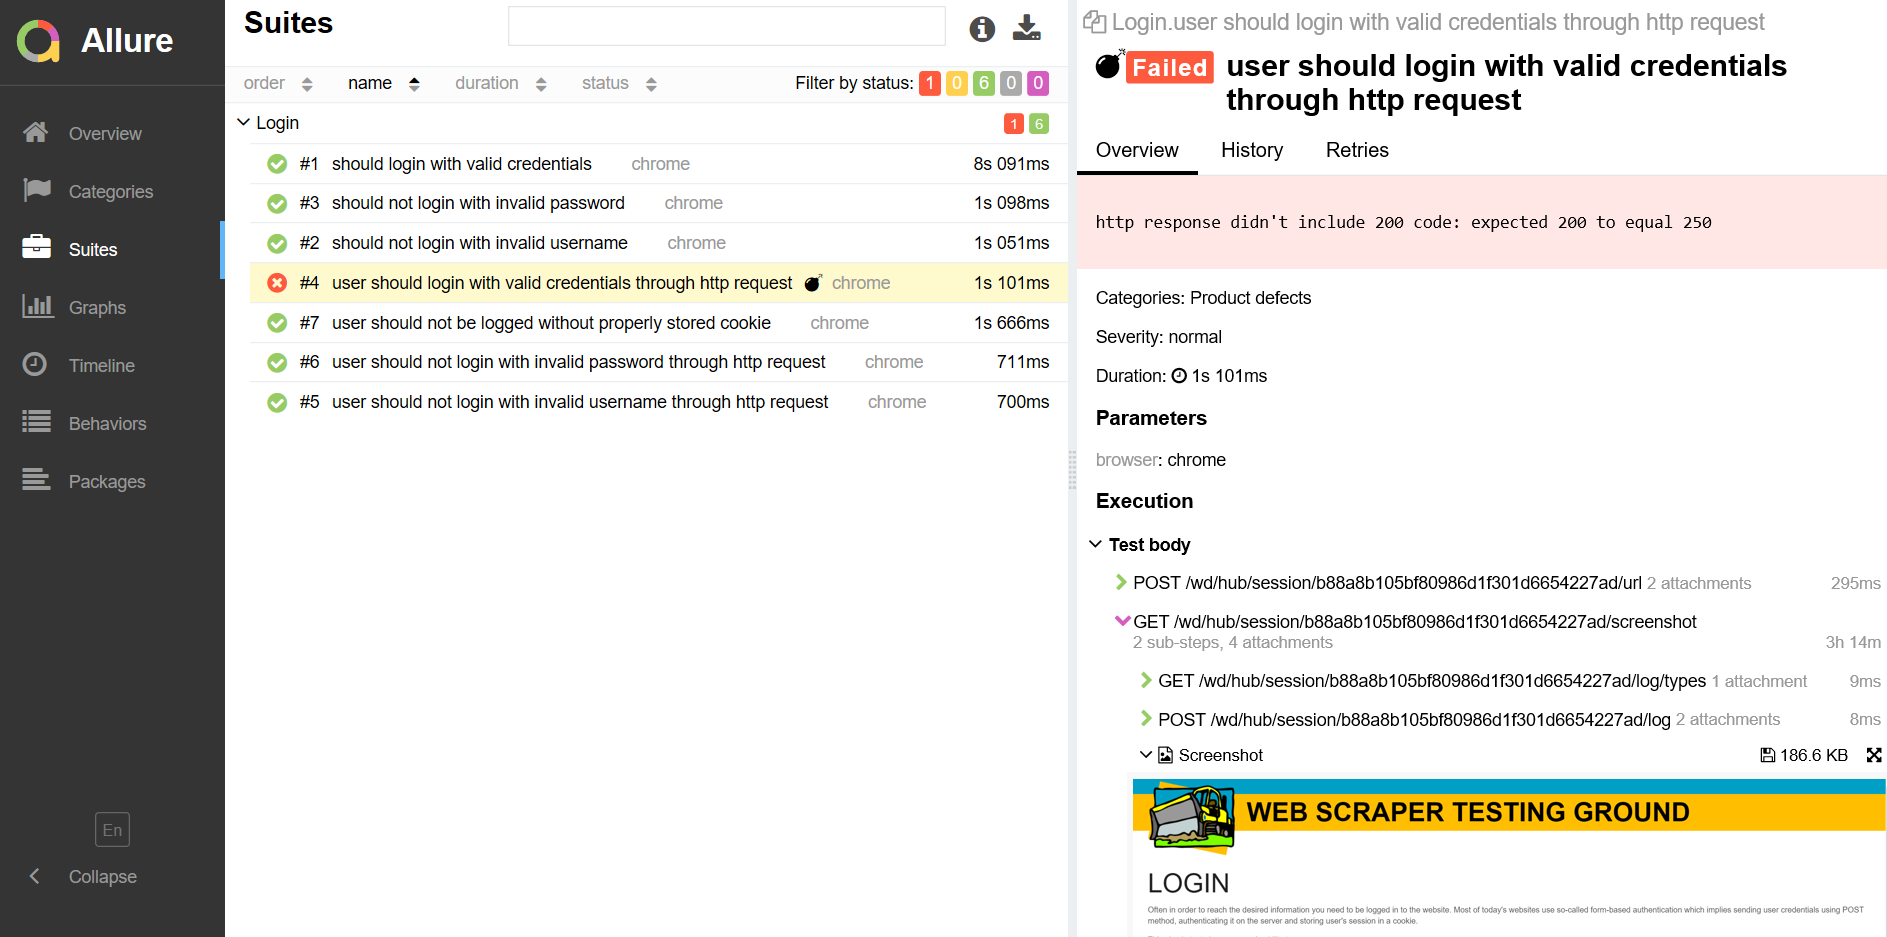 Allure
Overview
Categories
Suites
Graphs
Timeline
Behaviors
Packages
En
Collapse
Suites
order name duration status Filter by status: 1 0 6 0 0
Login 1 6
#1 should login with valid credentials chrome 8s 091ms
#3 should not login with invalid password chrome 1s 098ms
#2 should not login with invalid username chrome 1s 051ms
#4 user should login with valid credentials through http request chrome 1s 101ms
#7 user should not be logged without properly stored cookie chrome 1s 666ms
#6 user should not login with invalid password through http request chrome 711ms
#5 user should not login with invalid username through http request chrome 700ms
Login.user should login with valid credentials through http request
Failed user should login with valid credentials
through http request
Overview History Retries
http response didn't include 200 code: expected 200 to equal 250
Categories: Product defects
Severity: normal
Duration: 1s 101ms
Parameters
browser: chrome
Execution
Test body
POST /wd/hub/session/b88a8b105bf80986d1f301d6654227ad/url 2 attachments 295ms
GET /wd/hub/session/b88a8b105bf80986d1f301d6654227ad/screenshot
2 sub-steps, 4 attachments 3h 14m
GET /wd/hub/session/b88a8b105bf80986d1f301d6654227ad/log/types 1 attachment 9ms
POST /wd/hub/session/b88a8b105bf80986d1f301d6654227ad/log 2 attachments 8ms
Screenshot 186.6 KB
WEB SCRAPER TESTING GROUND
LOGIN
Often in order to reach the desired information you need to be logged in to the website. Most of today's websites use so-called form-based authentication which implies sending user credentials using POST
method, authenticating it on the server and storing user's session in a cookie.